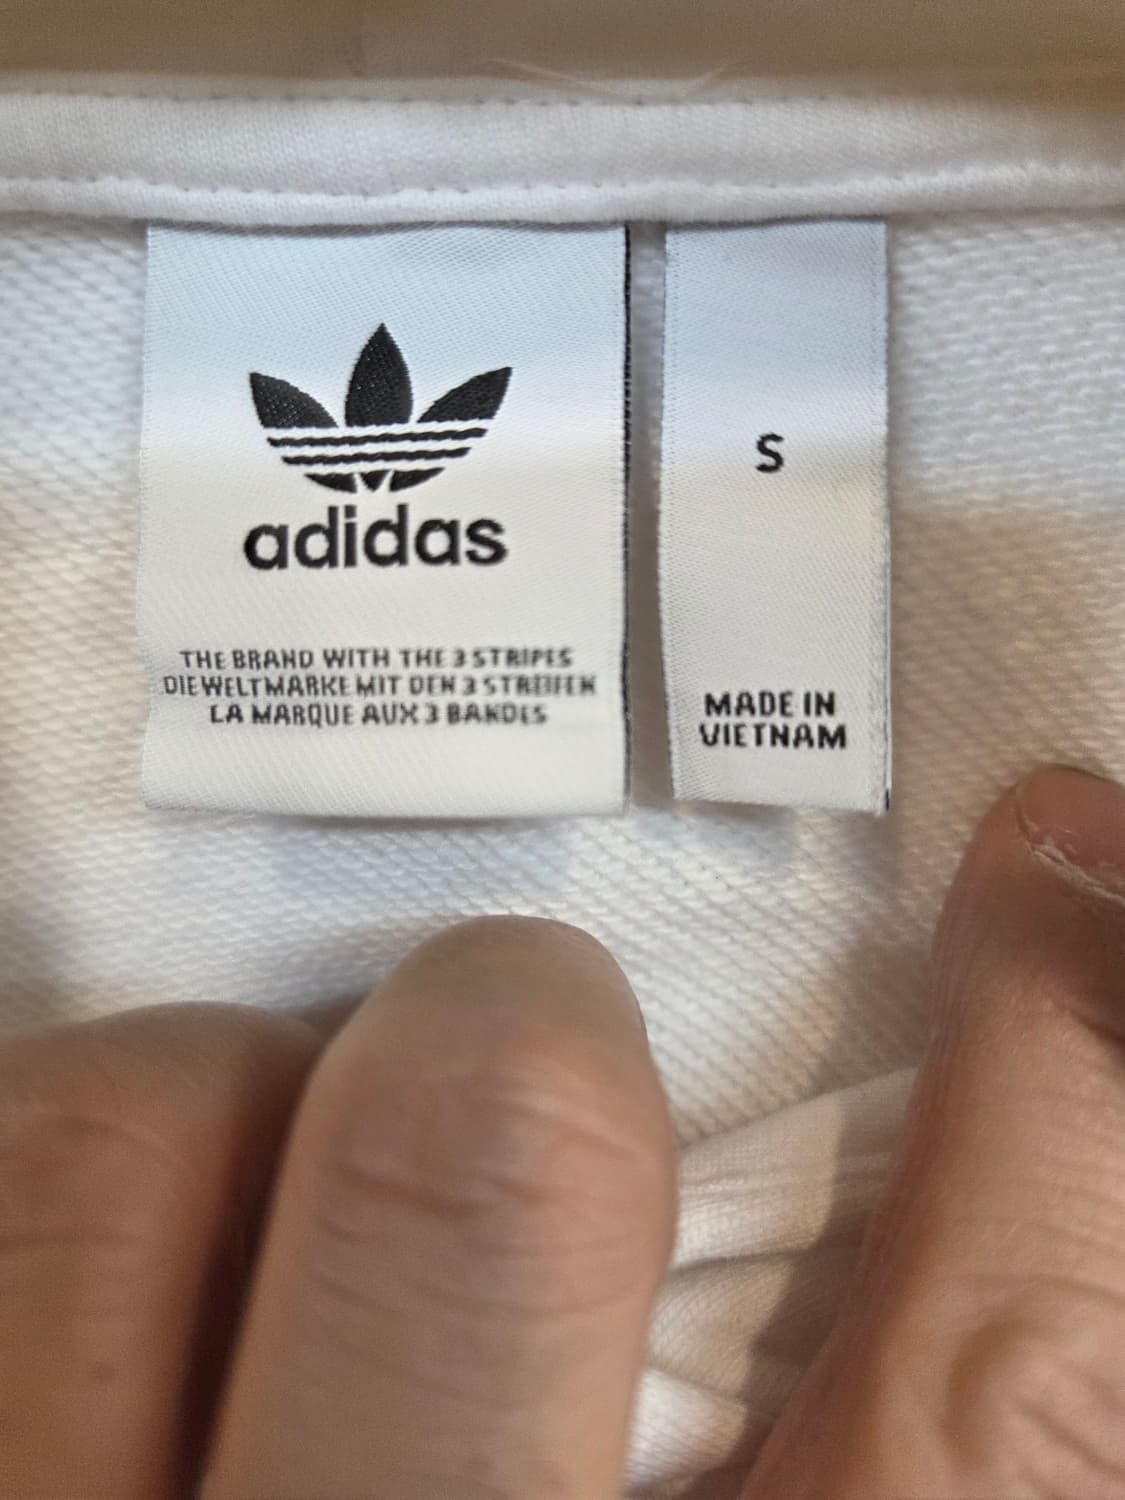 adidas
THE BRAND WITH THE 3 STRIPES
DIE WELTMARKE MIT DEN 3 STREIFEN
LA MARQUE AUX 3 BANDES
S
MADE IN
VIETNAM